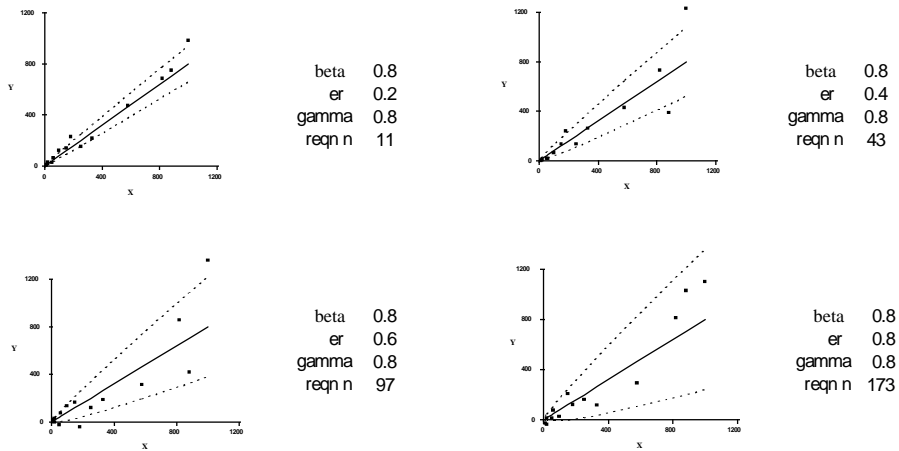 1200
800
Y
400
0
0 400 800 1200
X
beta 0.8
er 0.2
gamma 0.8
reqn n 11
1200
800
Y
400
0
0 400 800 1200
X
beta 0.8
er 0.4
gamma 0.8
reqn n 43
1200
800
Y
400
0
0 400 800 1200
X
beta 0.8
er 0.6
gamma 0.8
reqn n 97
1200
800
Y
400
0
0 400 800 1200
X
beta 0.8
er 0.8
gamma 0.8
reqn n 173